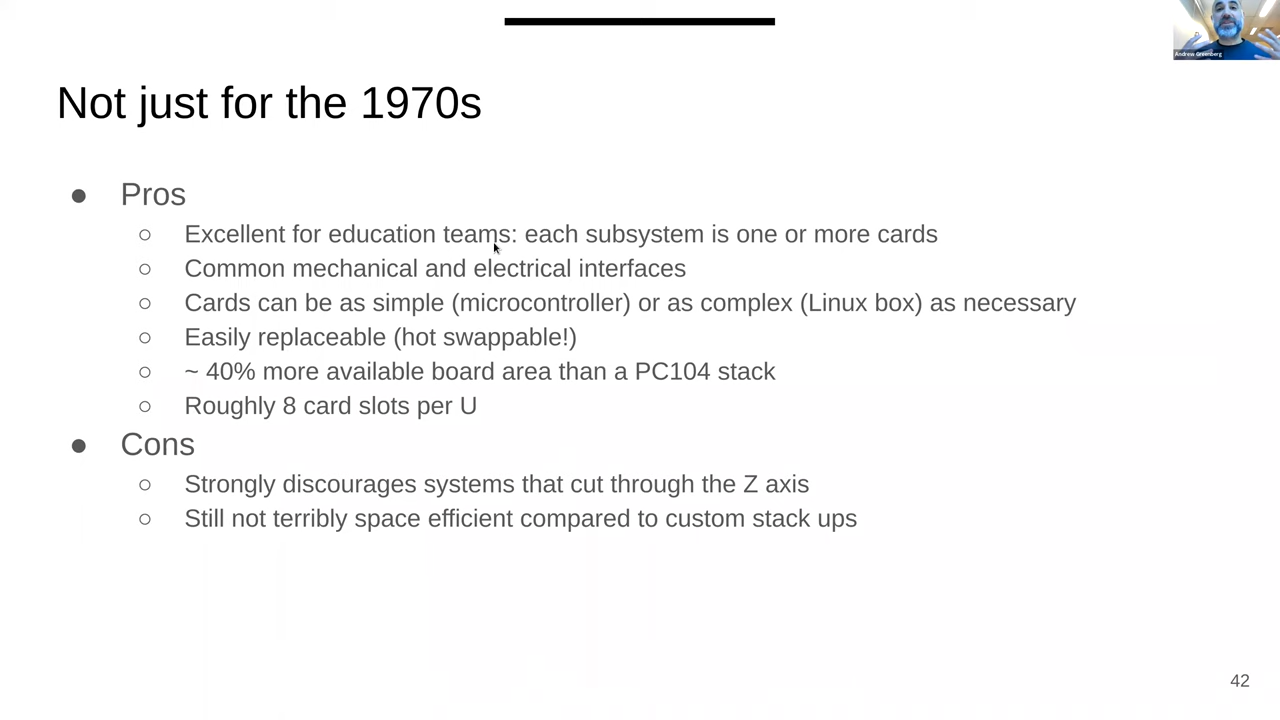 Andrew Greenberg
Not just for the 1970s
● Pros
○ Excellent for education teams: each subsystem is one or more cards
○ Common mechanical and electrical interfaces
○ Cards can be as simple (microcontroller) or as complex (Linux box) as necessary
○ Easily replaceable (hot swappable!)
○ ~ 40% more available board area than a PC104 stack
○ Roughly 8 card slots per U
● Cons
○ Strongly discourages systems that cut through the Z axis
○ Still not terribly space efficient compared to custom stack ups
42